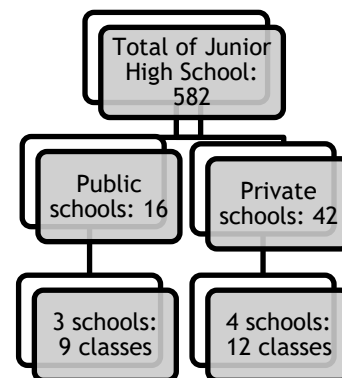 Total of Junior
High School:
582
Public
schools: 16
Private
schools: 42
3 schools:
9 classes
4 schools:
12 classes